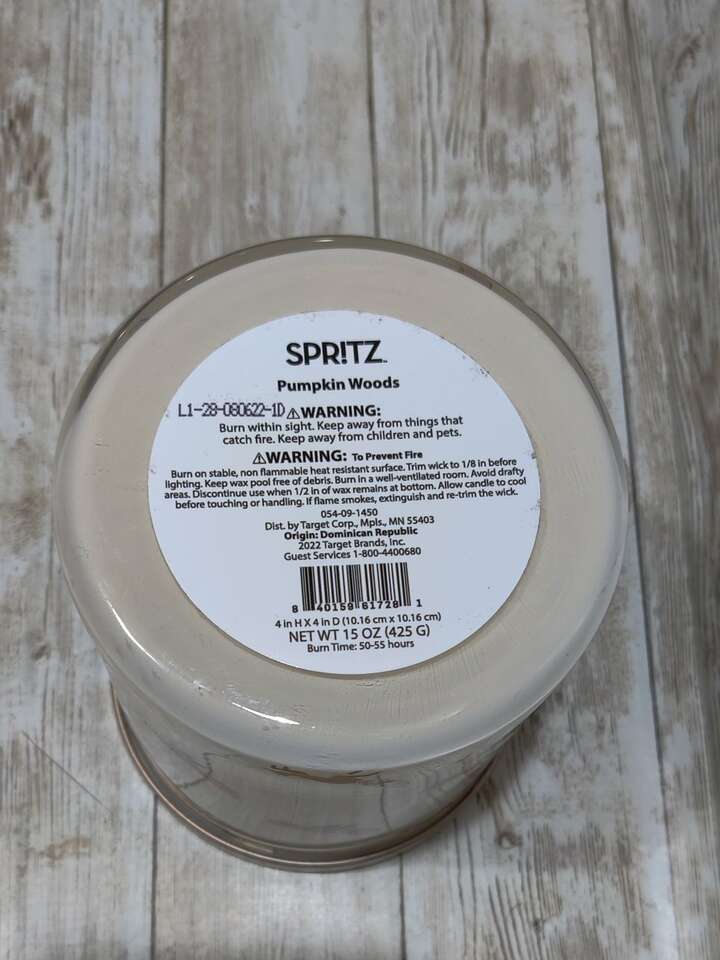 SPR!TZ™
Pumpkin Woods
L1-28-080622-1D ⚠WARNING:
Burn within sight. Keep away from things that
catch fire. Keep away from children and pets.
⚠WARNING: To Prevent Fire
Burn on stable, non flammable heat resistant surface. Trim wick to 1/8 in before
lighting. Keep wax pool free of debris. Burn in a well-ventilated room. Avoid drafty
areas. Discontinue use when 1/2 in of wax remains at bottom. Allow candle to cool
before touching or handling. If flame smokes, extinguish and re-trim the wick.
054-09-1450
Dist. by Target Corp., Mpls., MN 55403
Origin: Dominican Republic
2022 Target Brands, Inc.
Guest Services 1-800-4400680
8 40159 61728 1
4 in H X 4 in D (10.16 cm x 10.16 cm)
NET WT 15 OZ (425 G)
Burn Time: 50-55 hours